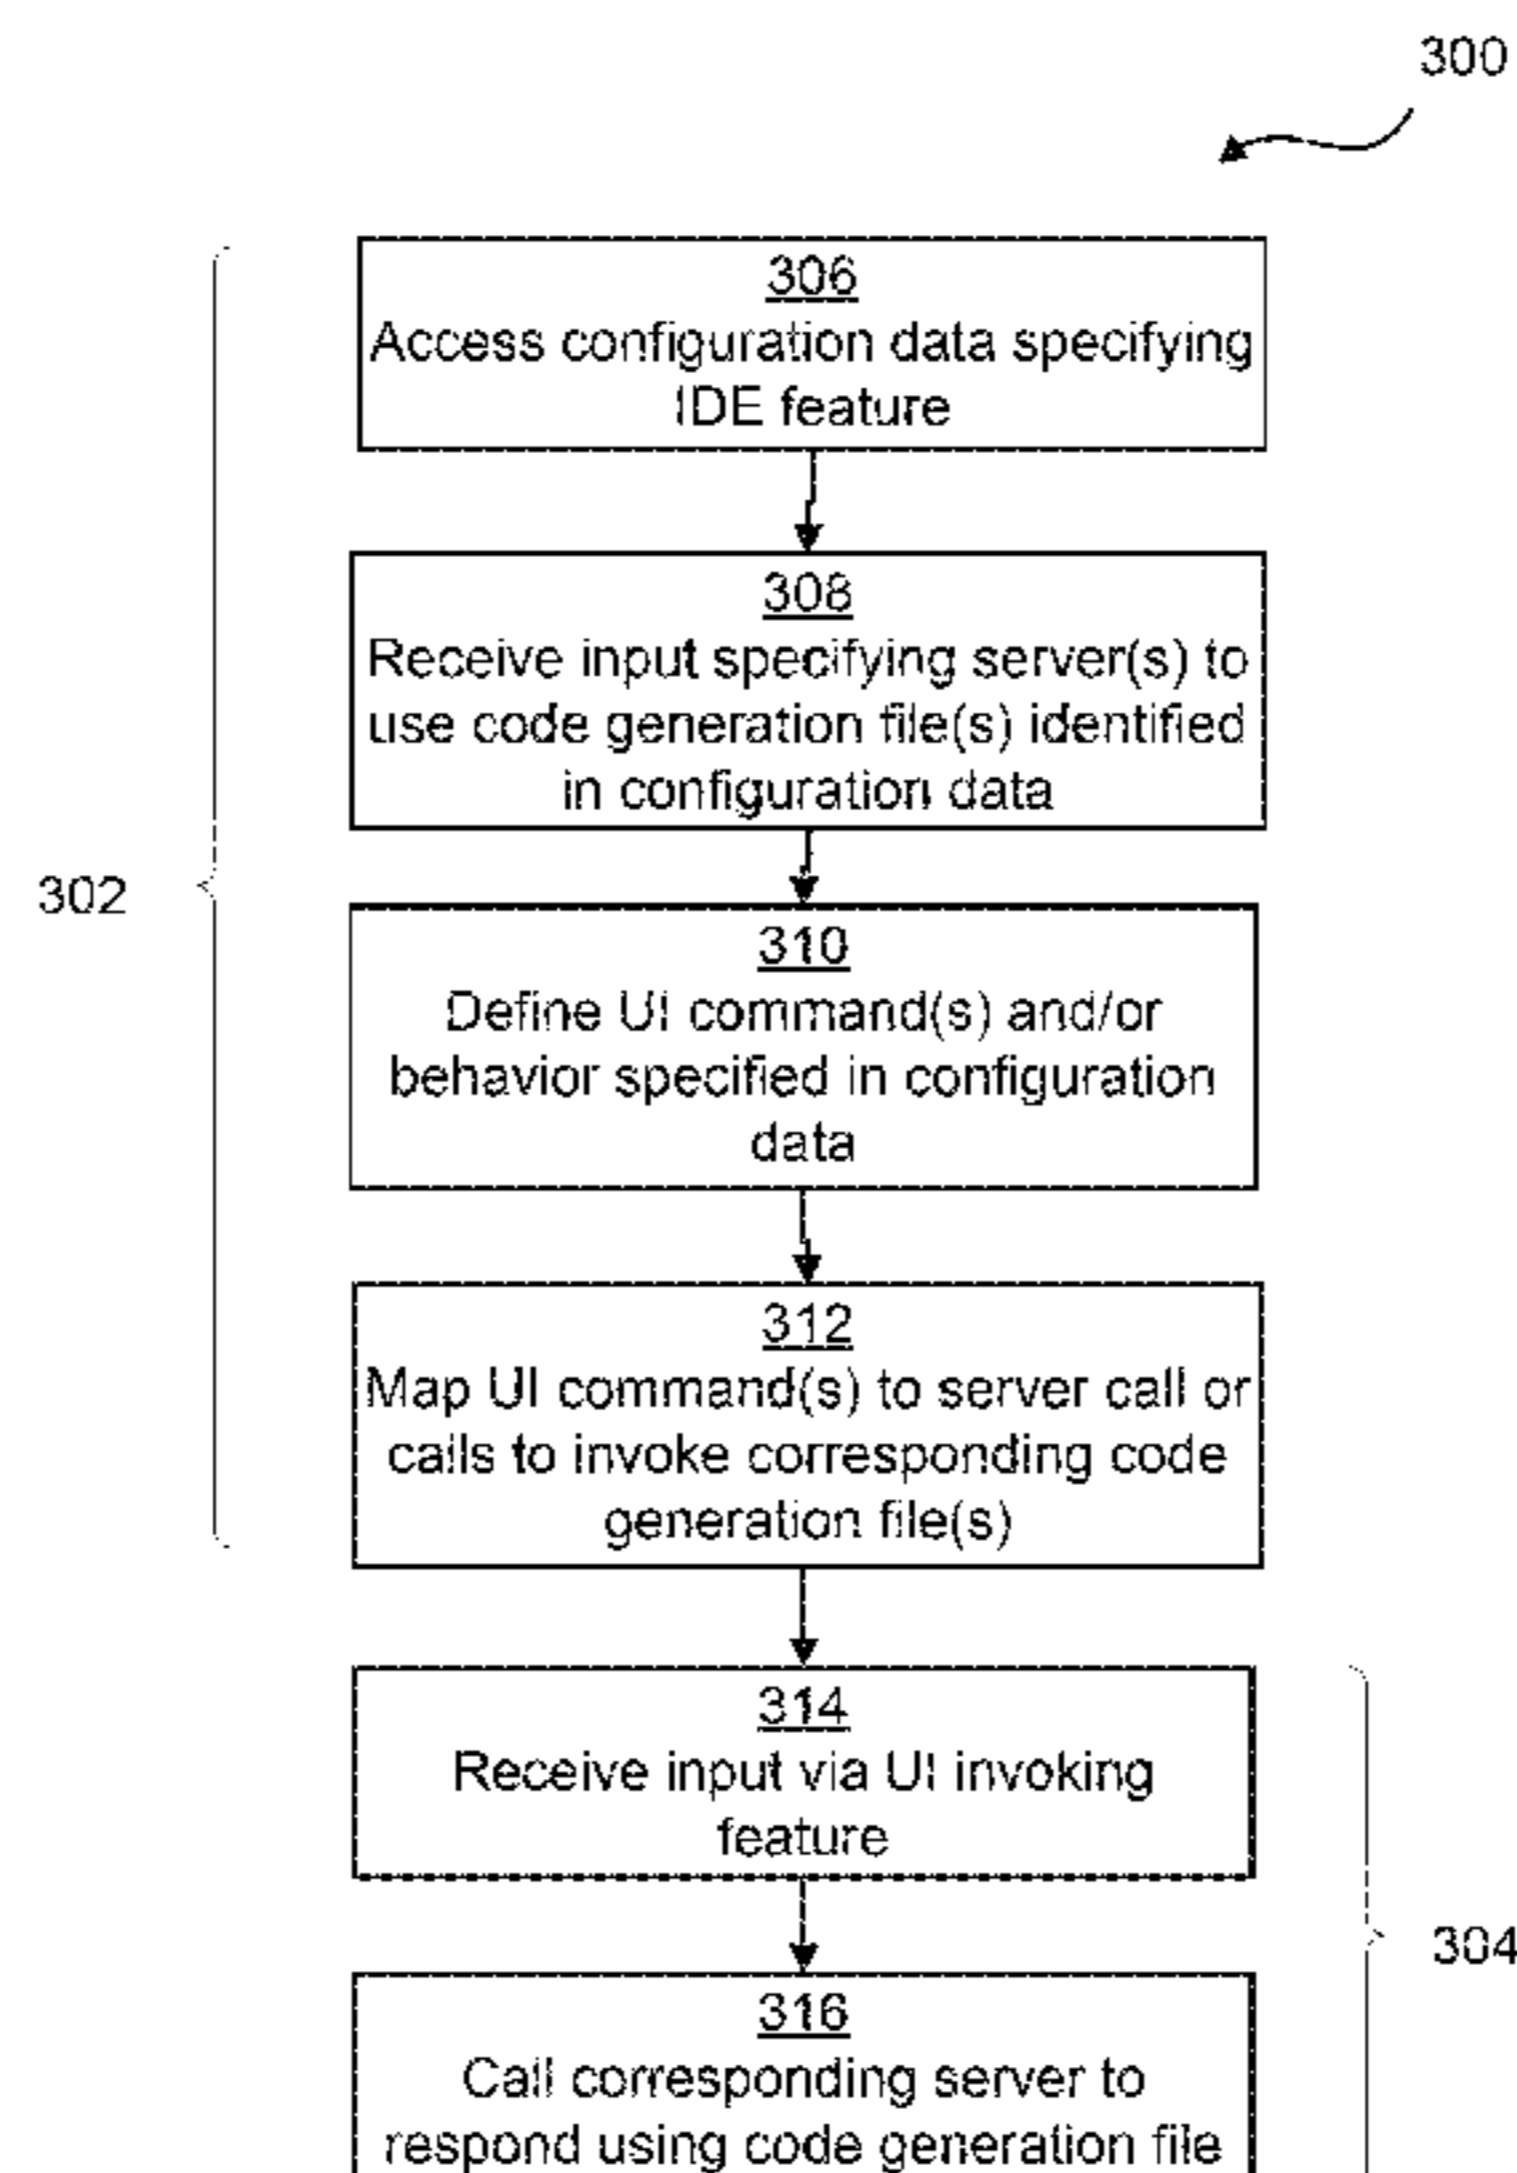 300
306
Access configuration data specifying
IDE feature
308
Receive input specifying server(s) to
use code generation file(s) identified
in configuration data
302
310
Define UI command(s) and/or
behavior specified in configuration
data
312
Map UI command(s) to server call or
calls to invoke corresponding code
generation file(s)
314
Receive input via UI invoking
feature
304
316
Call corresponding server to
respond using code generation file